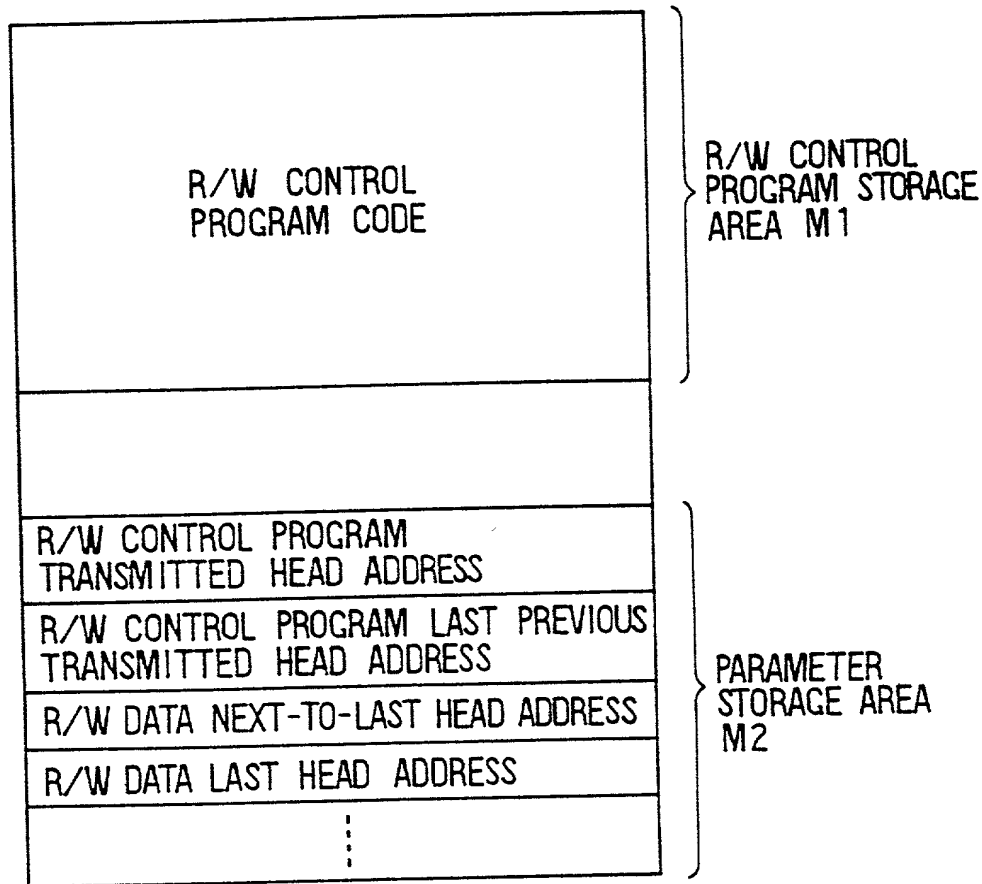 R/W CONTROL
PROGRAM CODE
R/W CONTROL
PROGRAM STORAGE
AREA M1
R/W CONTROL PROGRAM
TRANSMITTED HEAD ADDRESS
R/W CONTROL PROGRAM LAST PREVIOUS
TRANSMITTED HEAD ADDRESS
R/W DATA NEXT-TO-LAST HEAD ADDRESS
R/W DATA LAST HEAD ADDRESS
PARAMETER
STORAGE AREA
M2